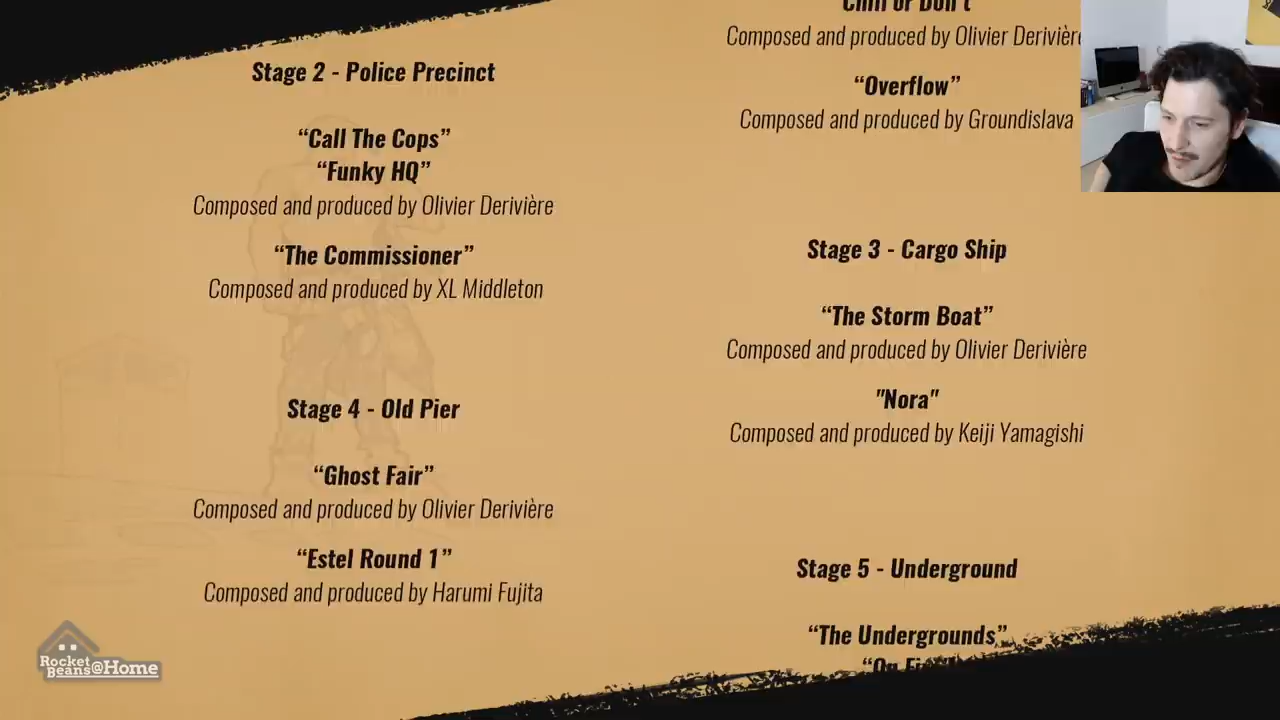 Stage 2 - Police Precinct
“Call The Cops”
“Funky HQ”
Composed and produced by Olivier Derivière
“The Commissioner”
Composed and produced by XL Middleton
Stage 4 - Old Pier
“Ghost Fair”
Composed and produced by Olivier Derivière
“Estel Round 1”
Composed and produced by Harumi Fujita
Chill or Don't
Composed and produced by Olivier Derivière
“Overflow”
Composed and produced by Groundislava
Stage 3 - Cargo Ship
“The Storm Boat”
Composed and produced by Olivier Derivière
"Nora"
Composed and produced by Keiji Yamagishi
Stage 5 - Underground
“The Undergrounds”
“On
Rocket
Beans@Home